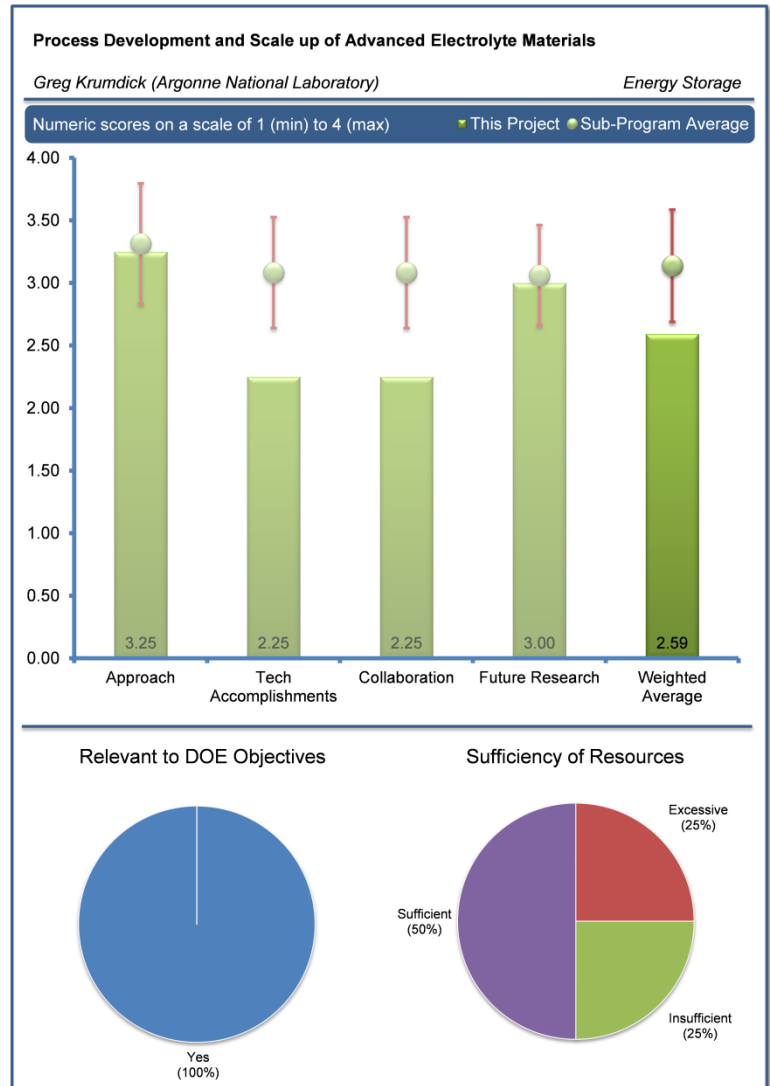 Process Development and Scale up of Advanced Electrolyte Materials
Greg Krumdick (Argonne National Laboratory) Energy Storage
Numeric scores on a scale of 1 (min) to 4 (max) This Project Sub-Program Average
4.00
3.50
3.00
2.50
2.00
1.50
1.00
0.50
0.00
3.25 2.25 2.25 3.00 2.59
Approach Tech Accomplishments Collaboration Future Research Weighted Average
Relevant to DOE Objectives
Yes
(100%)
Sufficiency of Resources
Excessive
(25%)
Sufficient
(50%)
Insufficient
(25%)